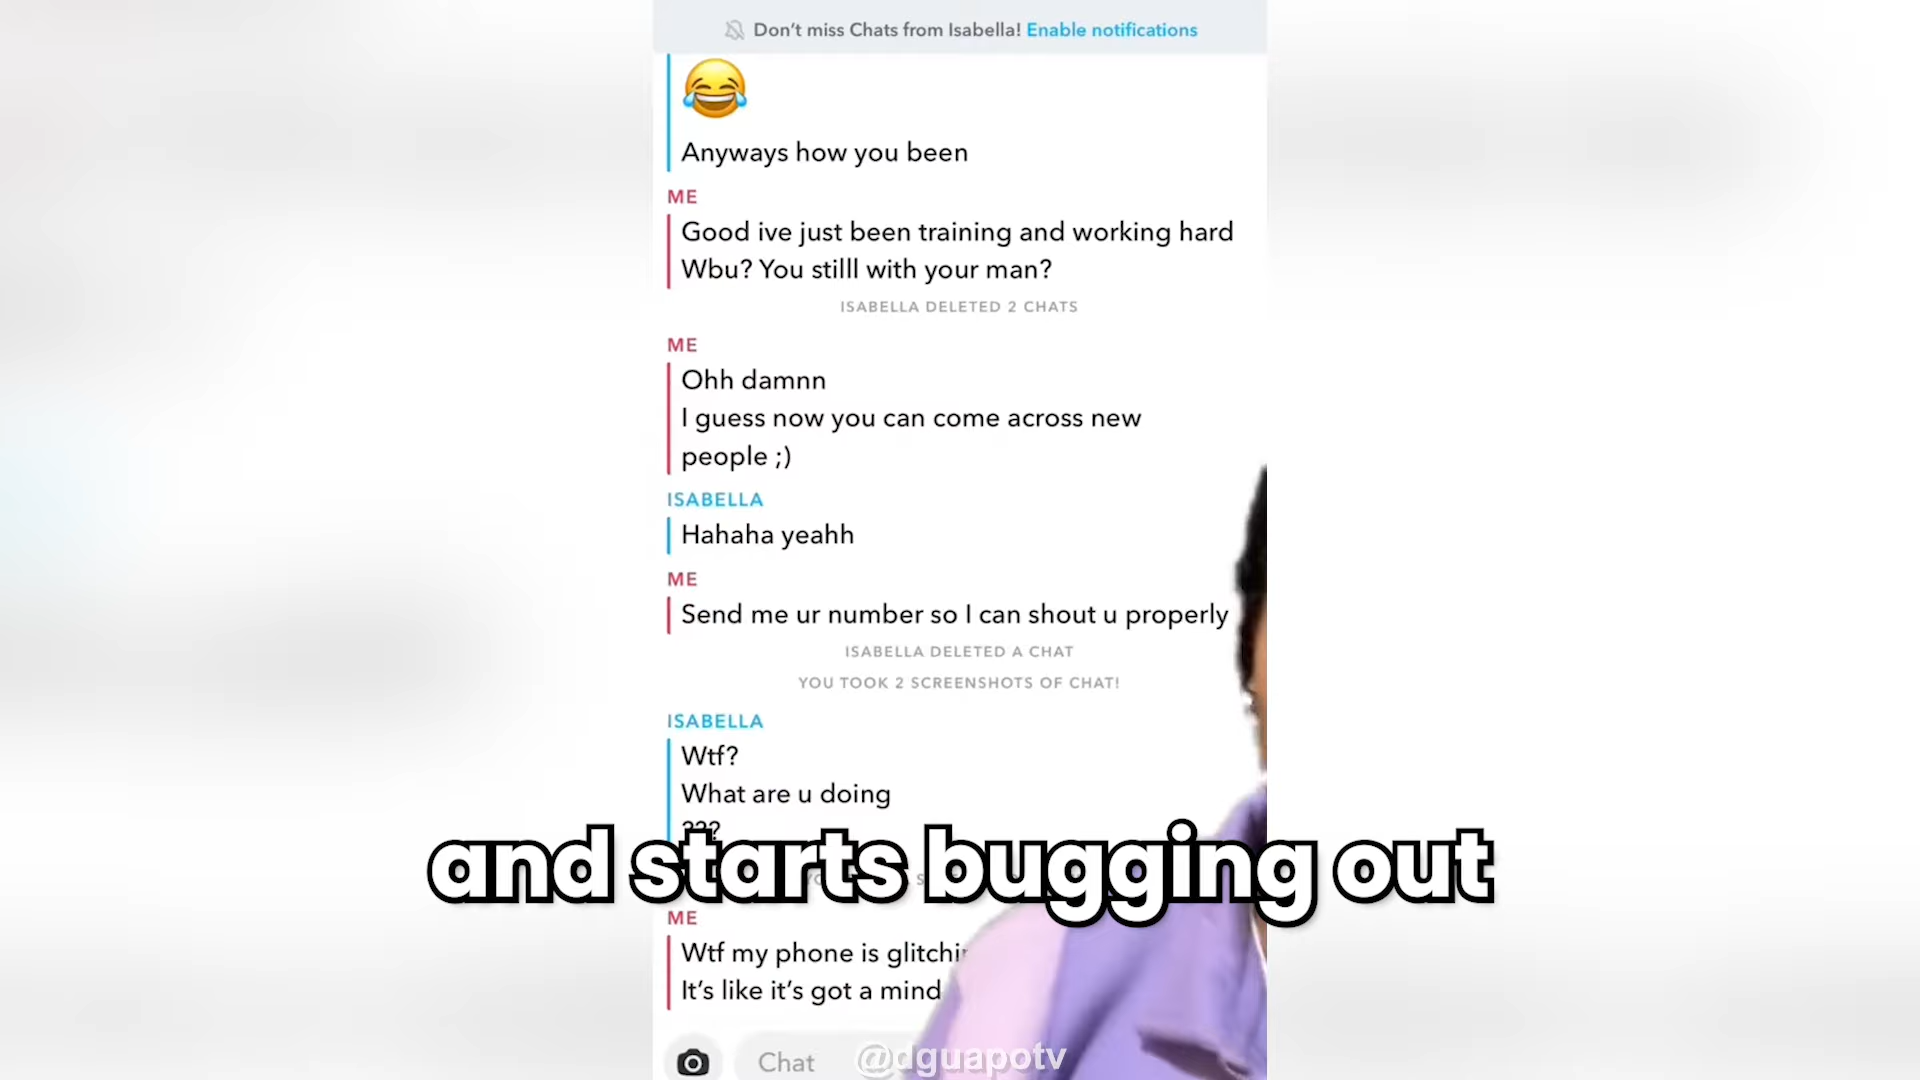 Don't miss Chats from Isabella! Enable notifications
Anyways how you been
ME
Good ive just been training and working hard
Wbu? You stilll with your man?
ISABELLA DELETED 2 CHATS
ME
Ohh damnn
I guess now you can come across new
people ;)
ISABELLA
Hahaha yeahh
ME
Send me ur number so I can shout u properly
ISABELLA DELETED A CHAT
YOU TOOK 2 SCREENSHOTS OF CHAT!
ISABELLA
Wtf?
What are u doing
???
and starts bugging out
ME
Wtf my phone is
It's like it's got a mind
Chat
@dguapotv